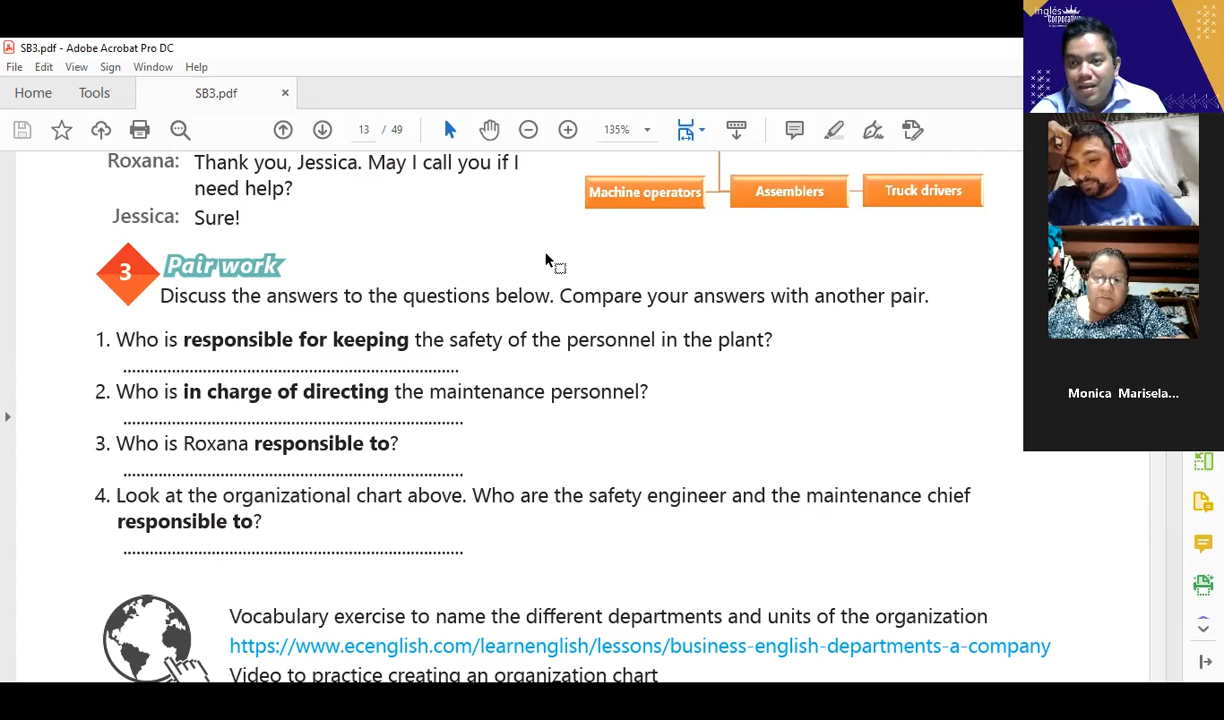 SB3.pdf - Adobe Acrobat Pro DC
File Edit View Sign Window Help
Home Tools SB3.pdf ×
13 / 49 135%
Roxana: Thank you, Jessica. May I call you if I
need help?
Jessica: Sure!
Machine operators Assemblers Truck drivers
3 Pair work
Discuss the answers to the questions below. Compare your answers with another pair.
1. Who is responsible for keeping the safety of the personnel in the plant?
...........................................................................
2. Who is in charge of directing the maintenance personnel?
............................................................................
3. Who is Roxana responsible to?
............................................................................
4. Look at the organizational chart above. Who are the safety engineer and the maintenance chief
responsible to?
............................................................................
Vocabulary exercise to name the different departments and units of the organization
https://www.ecenglish.com/learnenglish/lessons/business-english-departments-a-company
Video to practice creating an organization chart
Inglés
Corporativo
Monica Marisela...